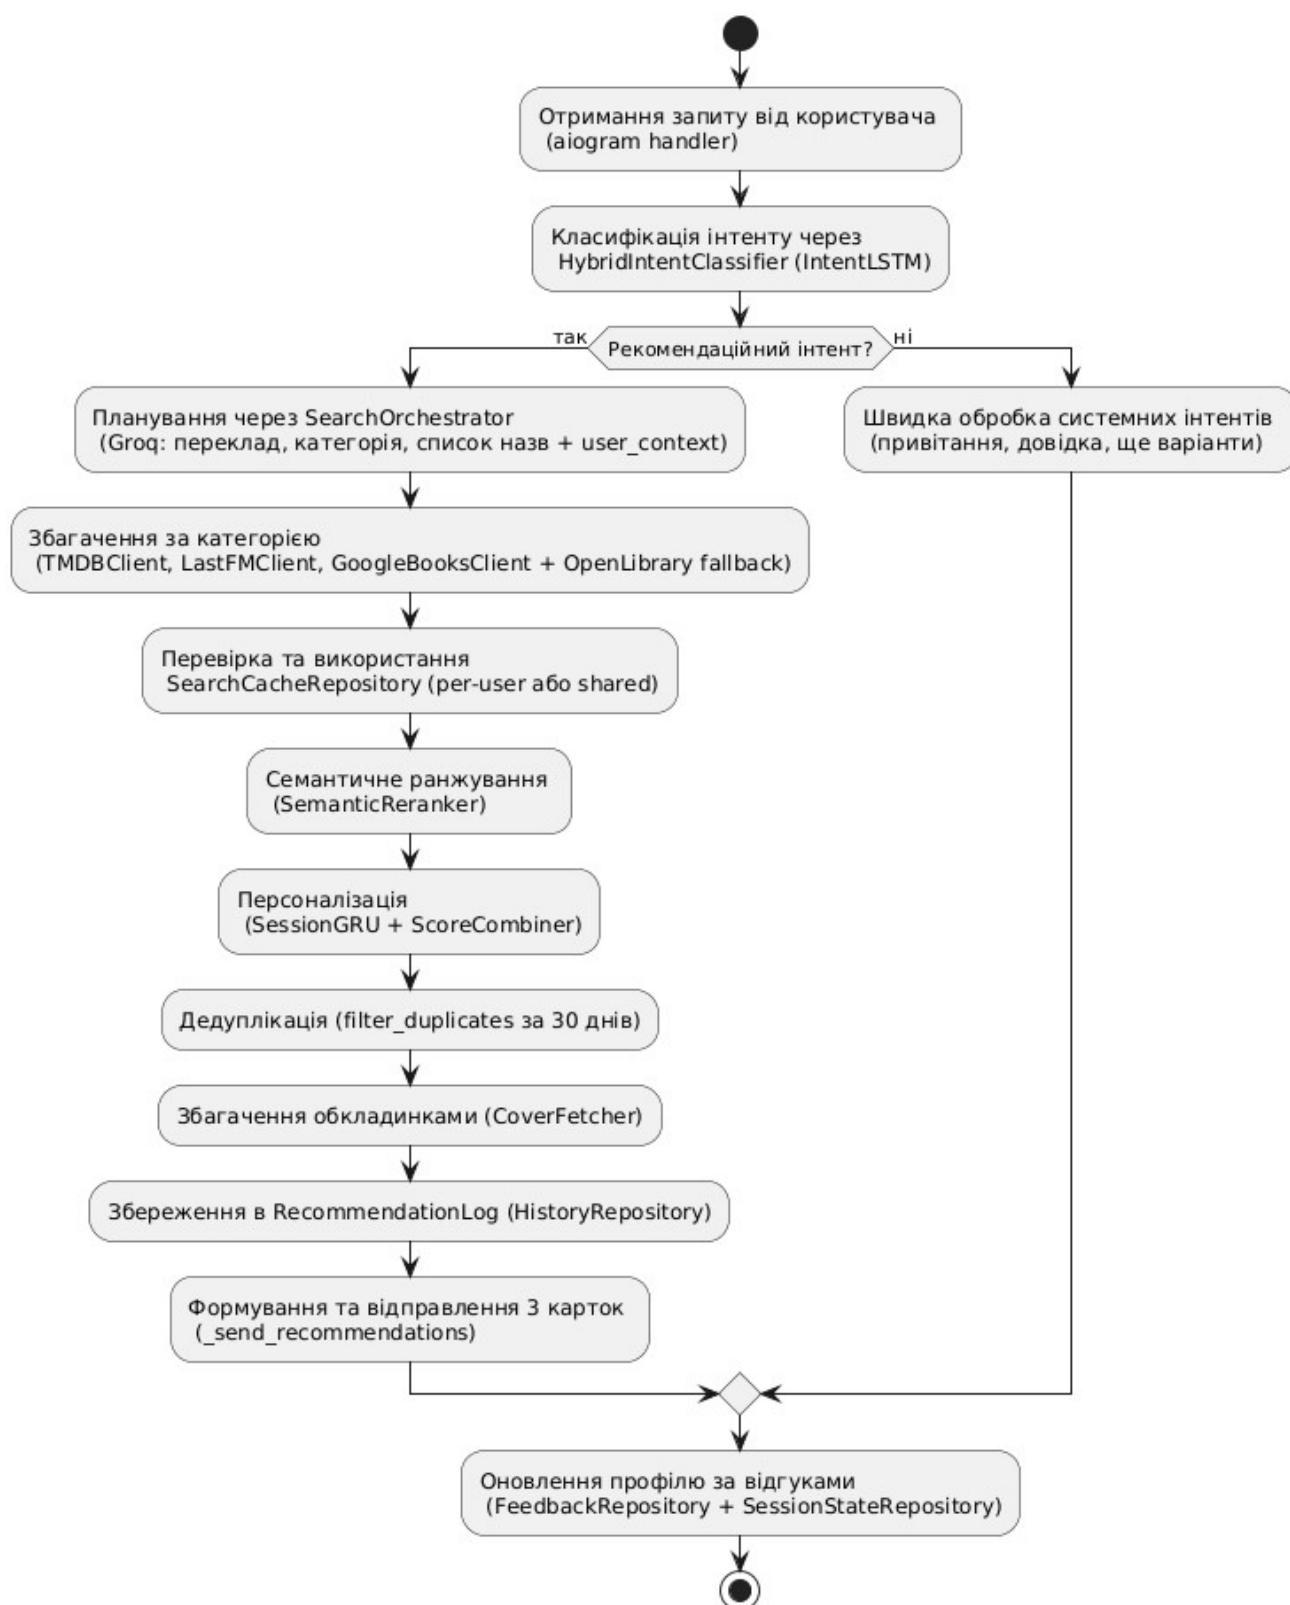 Отримання запиту від користувача
(aiogram handler)
Класифікація інтенту через
HybridIntentClassifier (IntentLSTM)
так
Рекомендаційний інтент?
ні
Планування через SearchOrchestrator
(Groq: переклад, категорія, список назв + user_context)
Швидка обробка системних інтентів
(привітання, довідка, ще варіанти)
Збагачення за категорією
(TMDBClient, LastFMClient, GoogleBooksClient + OpenLibrary fallback)
Перевірка та використання
SearchCacheRepository (per-user або shared)
Семантичне ранжування
(SemanticReranker)
Персоналізація
(SessionGRU + ScoreCombiner)
Дедуплікація (filter_duplicates за 30 днів)
Збагачення обкладинками (CoverFetcher)
Збереження в RecommendationLog (HistoryRepository)
Формування та відправлення 3 карток
(_send_recommendations)
Оновлення профілю за відгуками
(FeedbackRepository + SessionStateRepository)